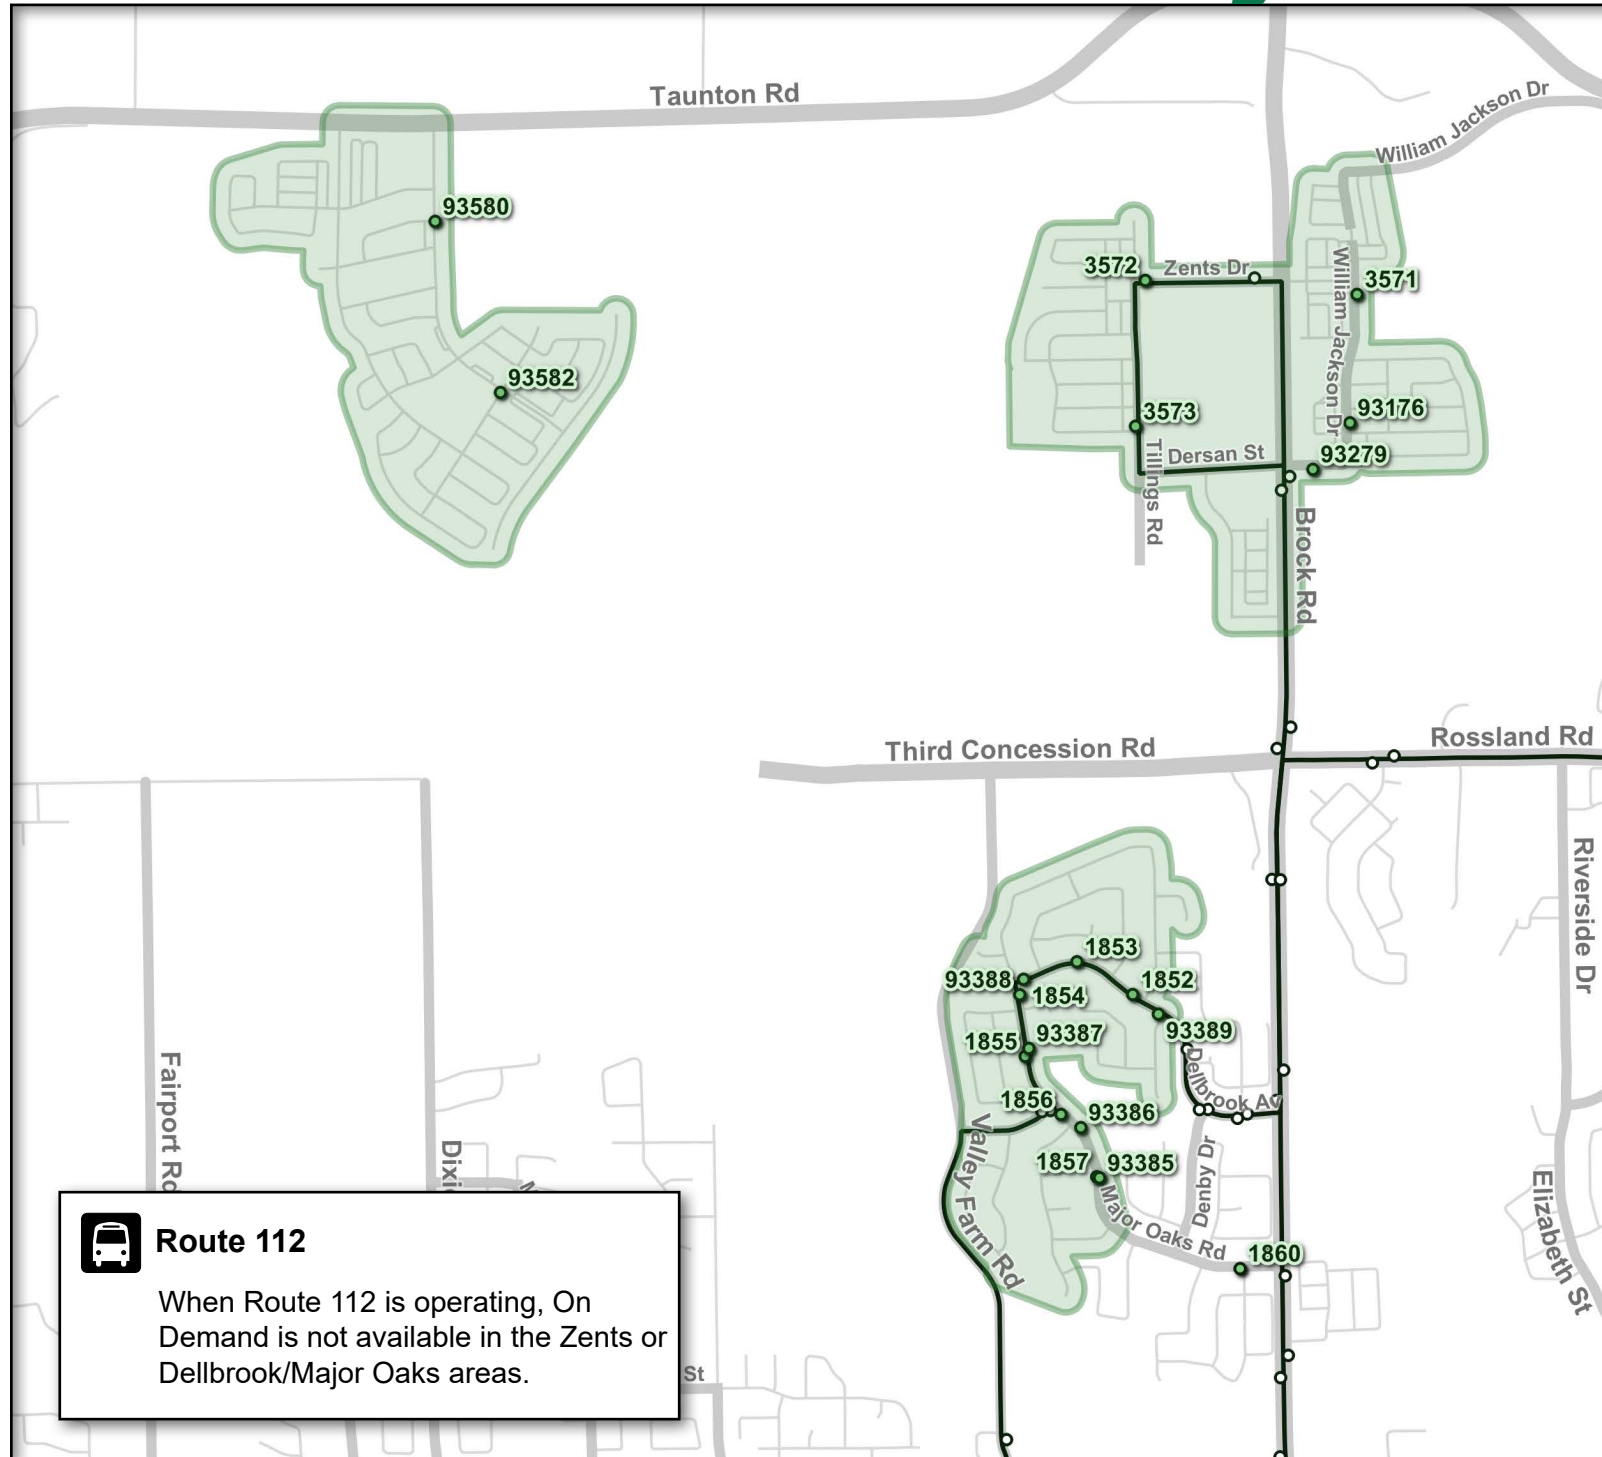 Taunton Rd
William Jackson Dr
93580
3572
Zents Dr
William Jackson Dr
3571
93582
3573
93176
Dersan St
93279
Tillings Rd
Brock Rd
Third Concession Rd
Rossland Rd
Riverside Dr
1853
93388
1854
1852
1855
93387
93389
Dellbrook Av
1856
93386
Fairport Rd
Valley Farm Rd
Denby Dr
1857
93385
Major Oaks Rd
1860
Elizabeth St
Route 112
When Route 112 is operating, On
Demand is not available in the Zents or
Dellbrook/Major Oaks areas.
St